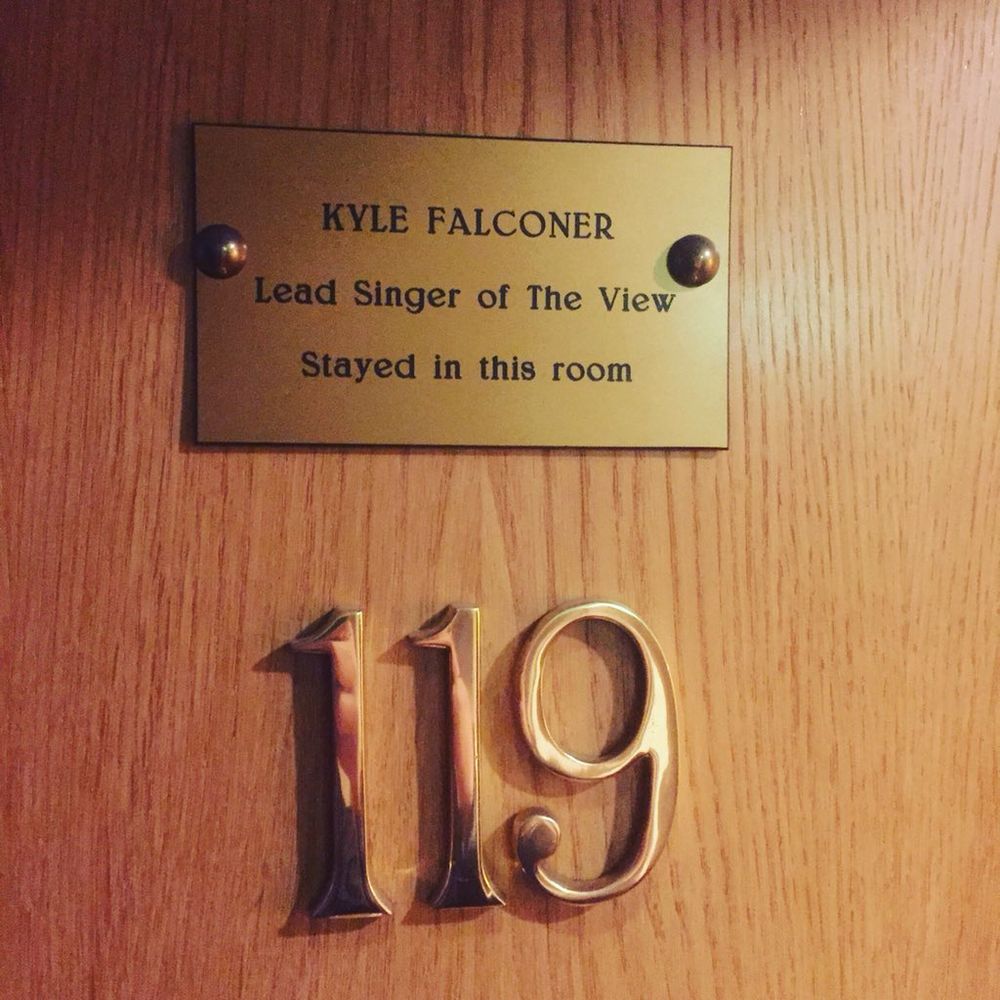 KYLE FALCONER
Lead Singer of The View
Stayed in this room
119